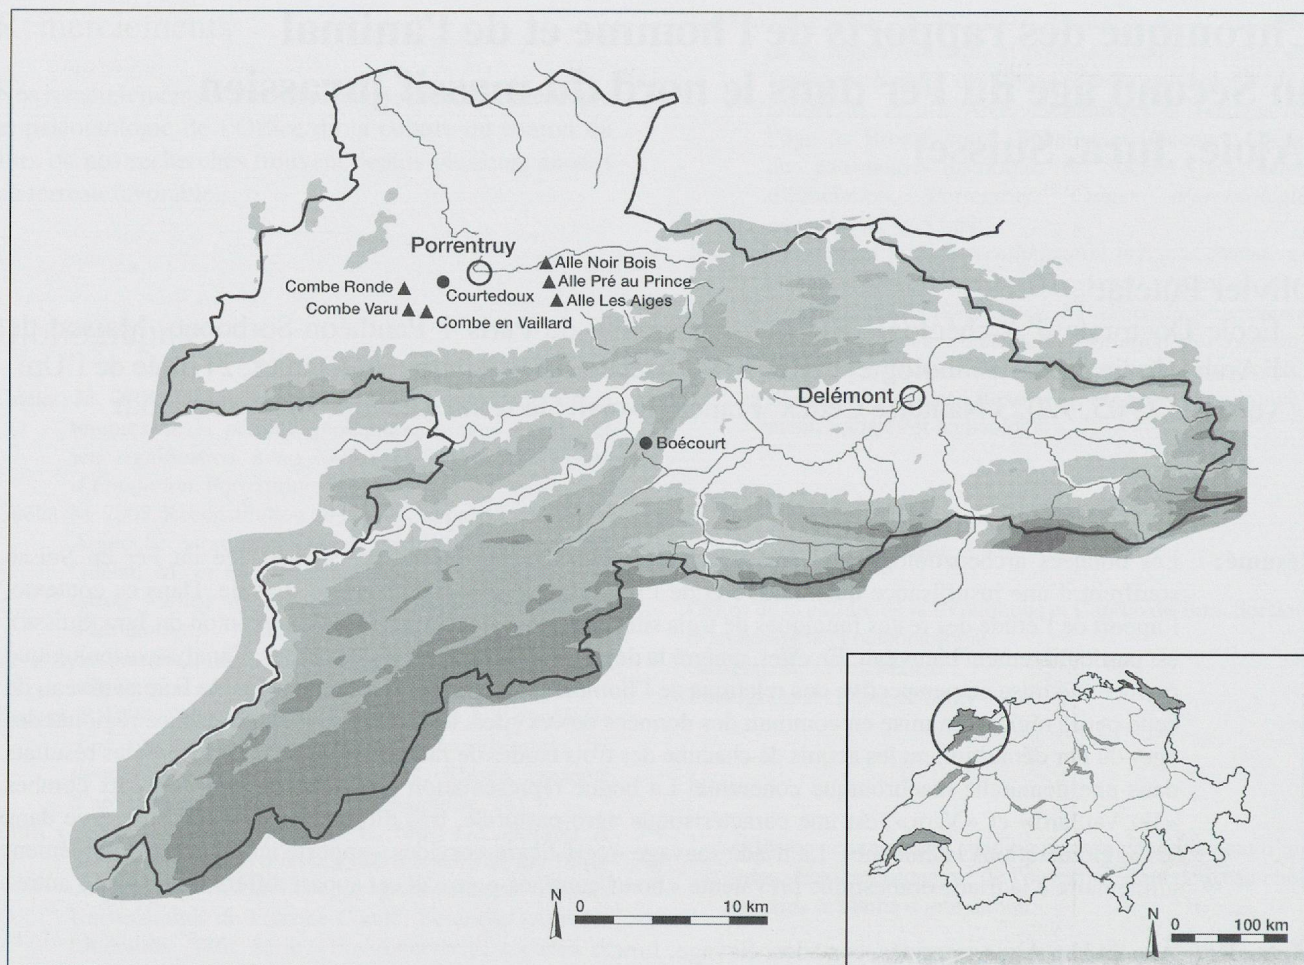 Porrentruy
Alle Noir Bois
Alle Pré au Prince
Alle Les Aiges
Combe Ronde
Courtedoux
Combe Varu
Combe en Vaillard
Delémont
Boécourt
N
0 10 km
N
0 100 km